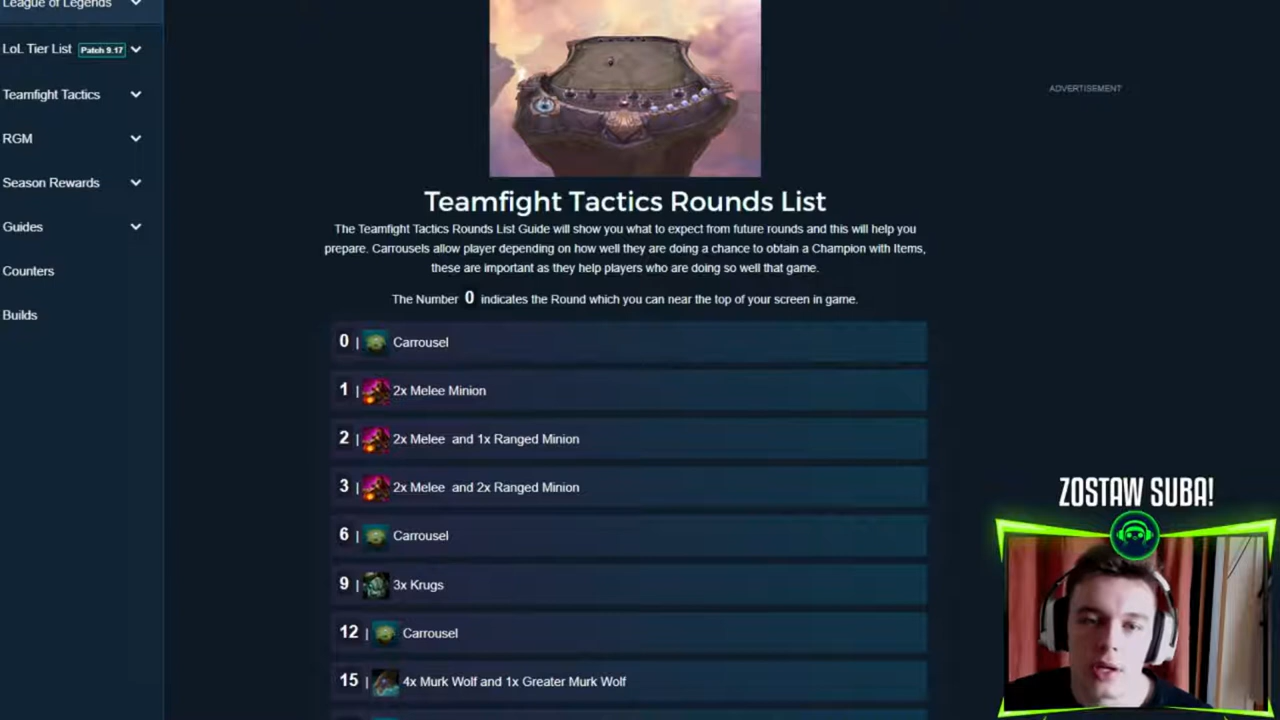 League of Legends
LoL Tier List Patch 9.17
Teamfight Tactics
RGM
Season Rewards
Guides
Counters
Builds
ADVERTISEMENT
Teamfight Tactics Rounds List
The Teamfight Tactics Rounds List Guide will show you what to expect from future rounds and this will help you
prepare. Carrousels allow player depending on how well they are doing a chance to obtain a Champion with Items,
these are important as they help players who are doing so well that game.
The Number 0 indicates the Round which you can near the top of your screen in game.
0 | Carrousel
1 | 2x Melee Minion
2 | 2x Melee and 1x Ranged Minion
3 | 2x Melee and 2x Ranged Minion
6 | Carrousel
9 | 3x Krugs
12 | Carrousel
15 | 4x Murk Wolf and 1x Greater Murk Wolf
ZOSTAW SUBA!